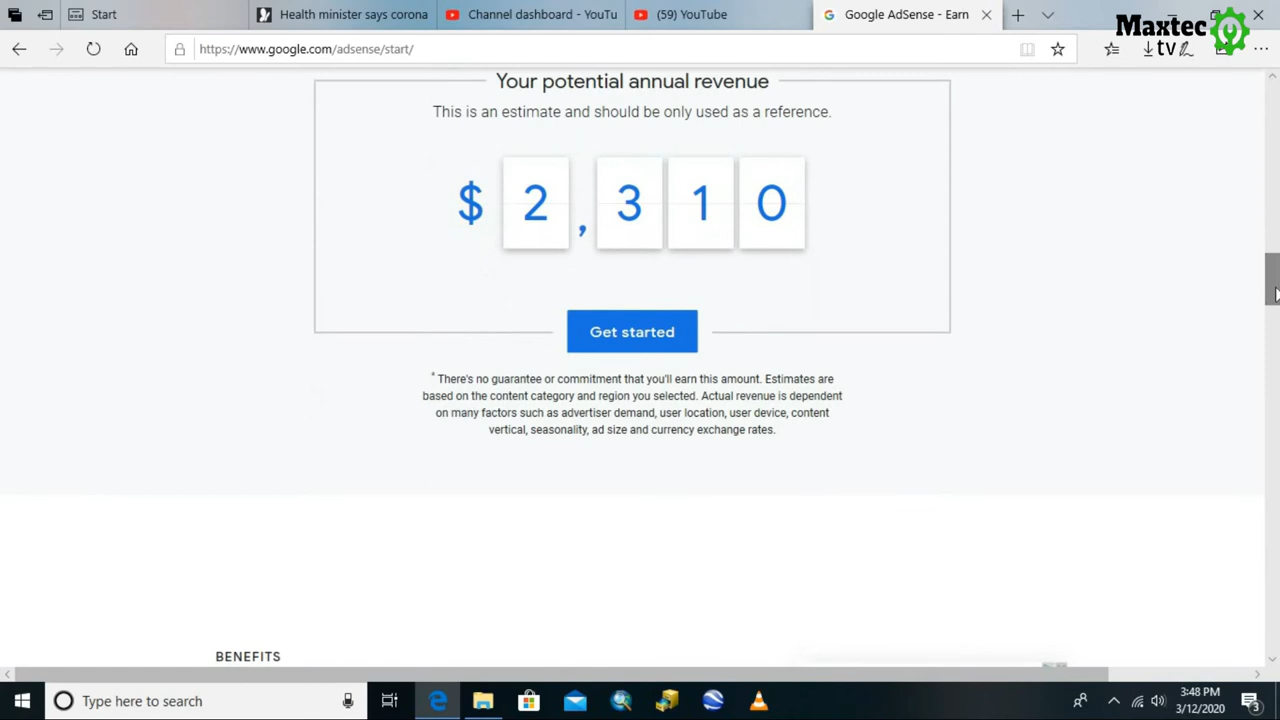 Start
Health minister says corona
Channel dashboard - YouTu
(59) YouTube
Google AdSense - Earn
Maxtec
tv
https://www.google.com/adsense/start/
Your potential annual revenue
This is an estimate and should be only used as a reference.
$ 2,310
Get started
* There's no guarantee or commitment that you'll earn this amount. Estimates are
based on the content category and region you selected. Actual revenue is dependent
on many factors such as advertiser demand, user location, user device, content
vertical, seasonality, ad size and currency exchange rates.
BENEFITS
Type here to search
3:48 PM
3/12/2020
3